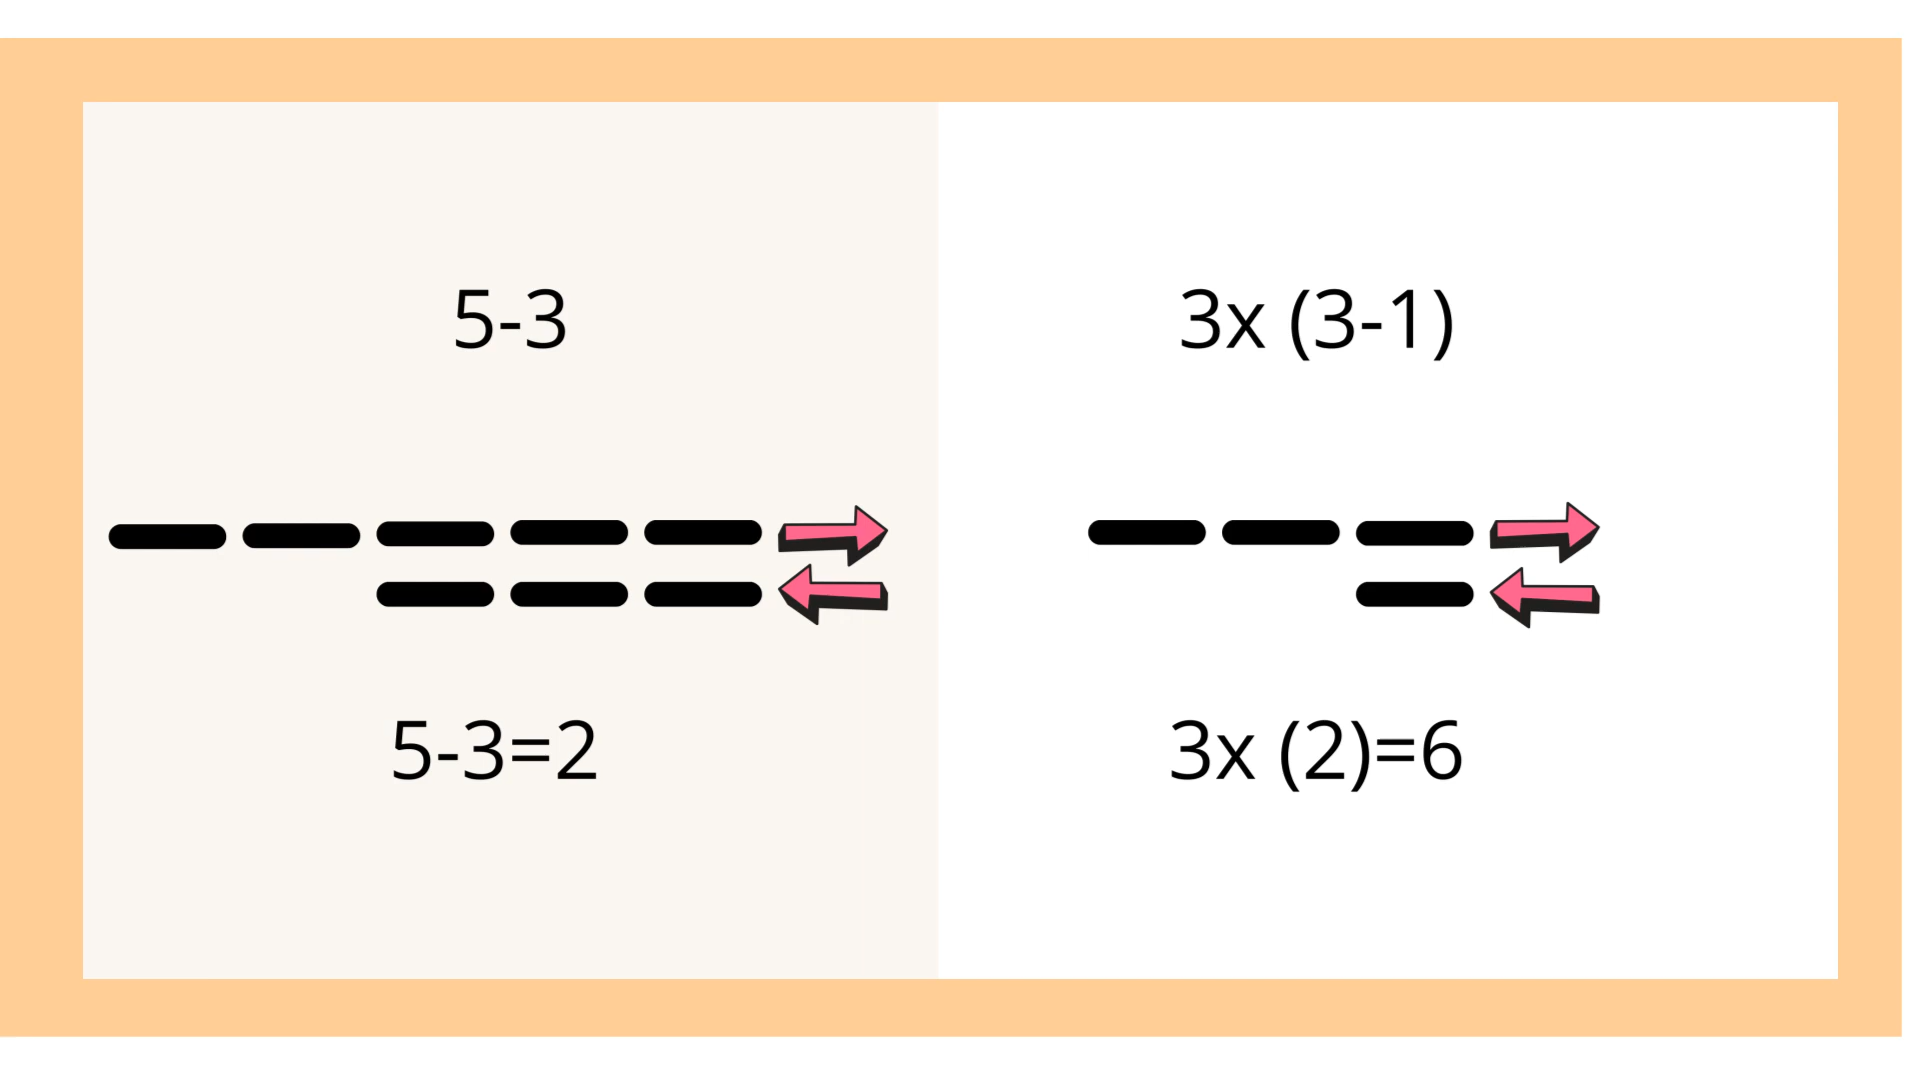 5-3
5-3=2
3x (3-1)
3x (2)=6